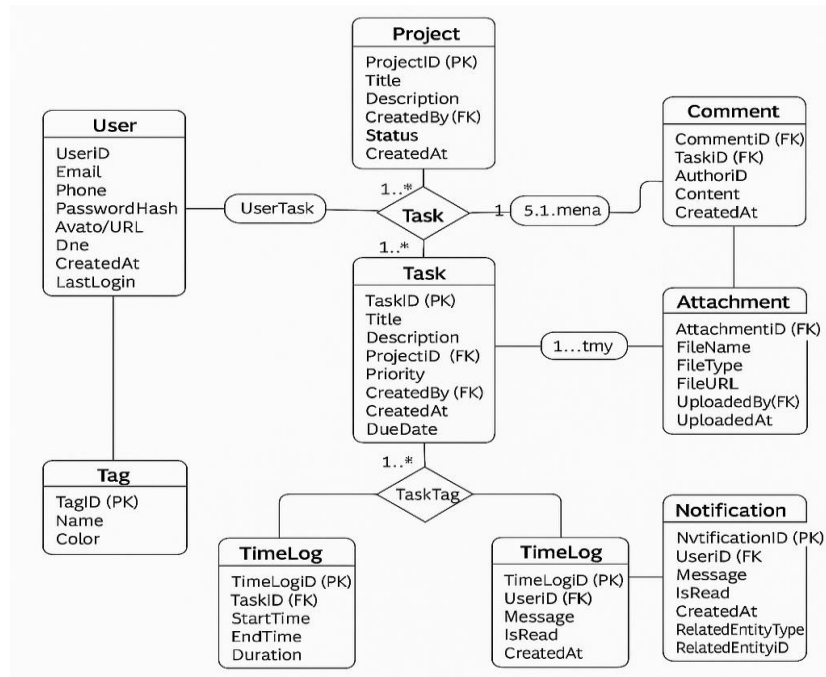 Project
ProjectID (PK)
Title
Description
CreatedBy (FK)
Status
CreatedAt
User
UseriD
Email
Phone
PasswordHash
Avato/URL
Dne
CreatedAt
LastLogin
UserTask
1..*
Task
1..*
1
5.1.mena
Comment
CommentiD (FK)
TaskiD (FK)
AuthoriD
Content
CreatedAt
Task
TaskID (PK)
Title
Description
ProjectID (FK)
Priority
CreatedBy (FK)
CreatedAt
DueDate
1...tmy
Attachment
AttachmentiD (FK)
FileName
FileType
FileURL
UploadedBy(FK)
UploadedAt
Tag
TagID (PK)
Name
Color
1..*
TaskTag
TimeLog
TimeLogiD (PK)
TaskID (FK)
StartTime
EndTime
Duration
TimeLog
TimeLogiD (PK)
UseriD (FK)
Message
IsRead
CreatedAt
Notification
NvtificationID (PK)
UseriD (FK
Message
IsRead
CreatedAt
RelatedEntityType
RelatedEntityiD